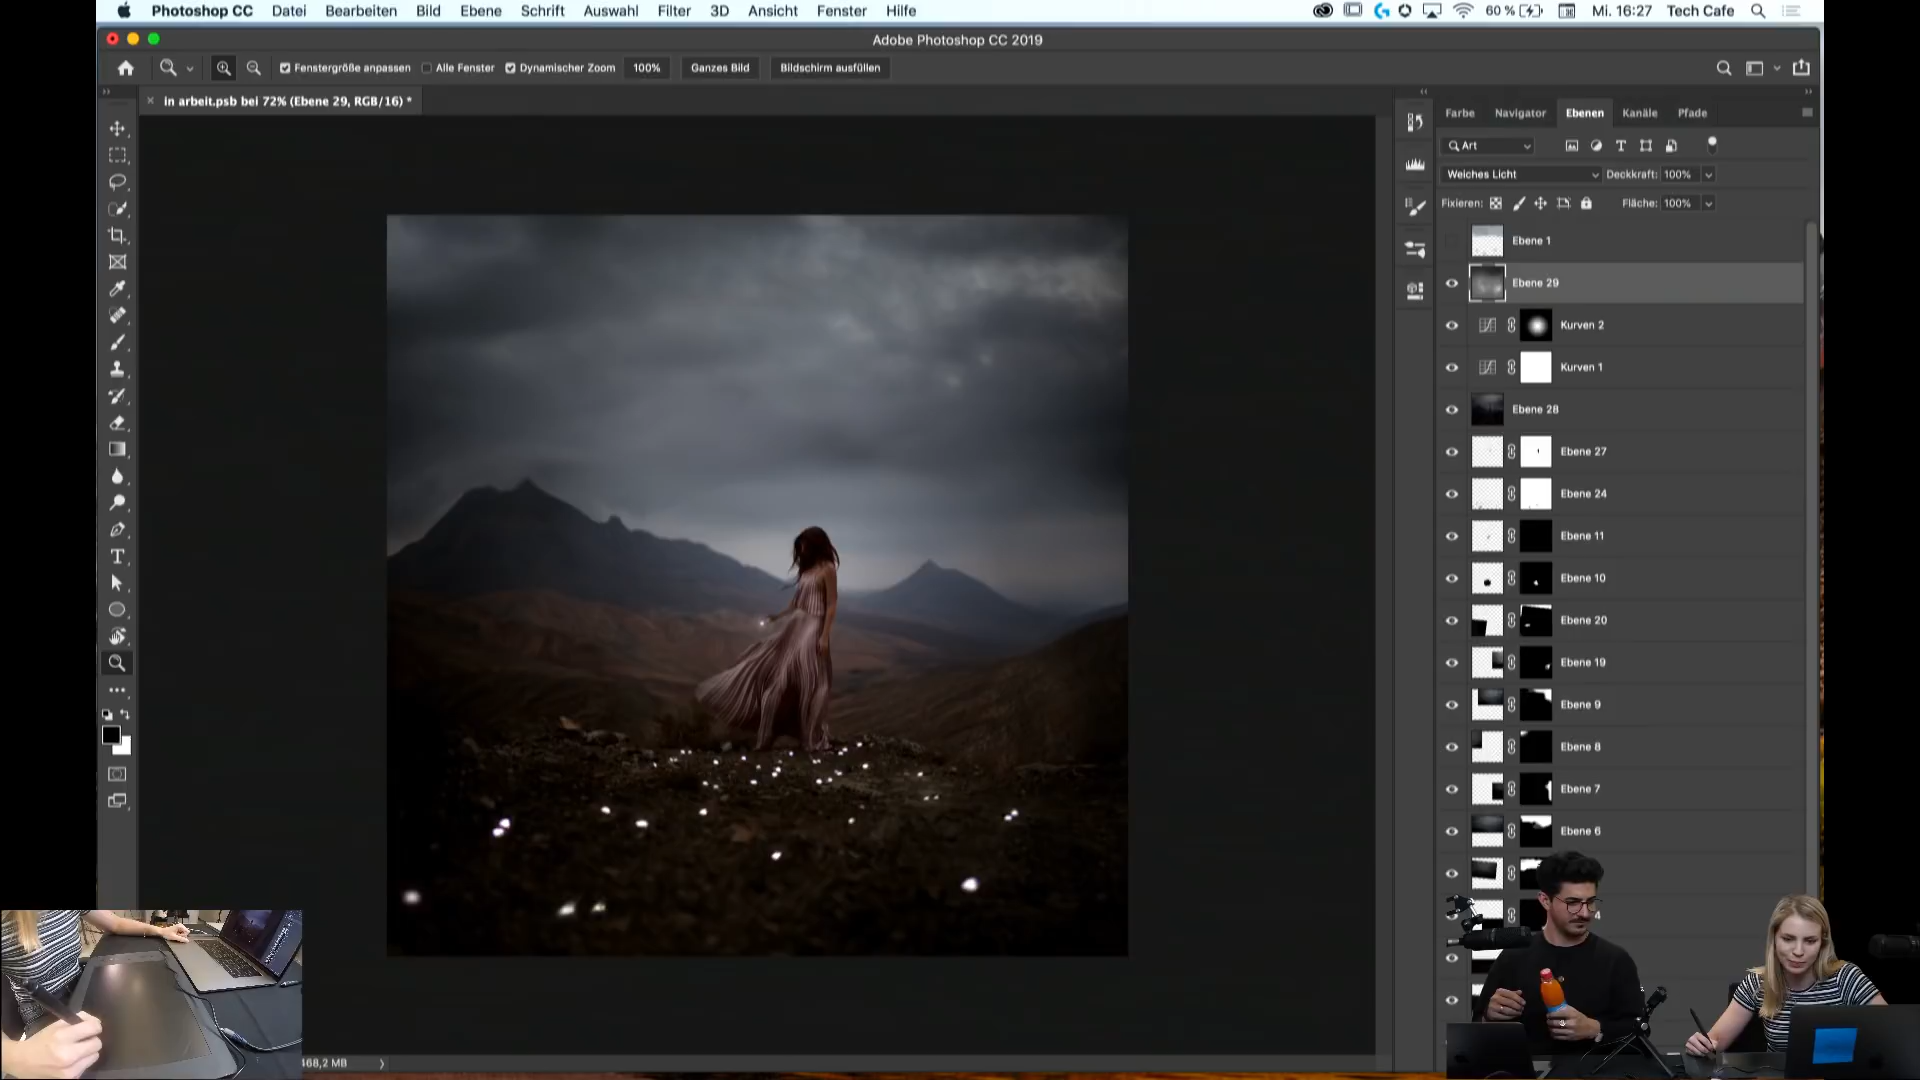 Photoshop CC Datei Bearbeiten Bild Ebene Schrift Auswahl Filter 3D Ansicht Fenster Hilfe 60 % Mi. 16:27 Tech Cafe
Adobe Photoshop CC 2019
Fenstergröße anpassen Alle Fenster Dynamischer Zoom 100% Ganzes Bild Bildschirm ausfüllen
in arbeit.psb bei 72% (Ebene 29, RGB/16) *
Farbe Navigator Ebenen Kanäle Pfade
Art
Weiches Licht Deckkraft: 100%
Fixieren: Fläche: 100%
Ebene 1
Ebene 29
Kurven 2
Kurven 1
Ebene 28
Ebene 27
Ebene 24
Ebene 11
Ebene 10
Ebene 20
Ebene 19
Ebene 9
Ebene 8
Ebene 7
Ebene 6
4
468,2 MB